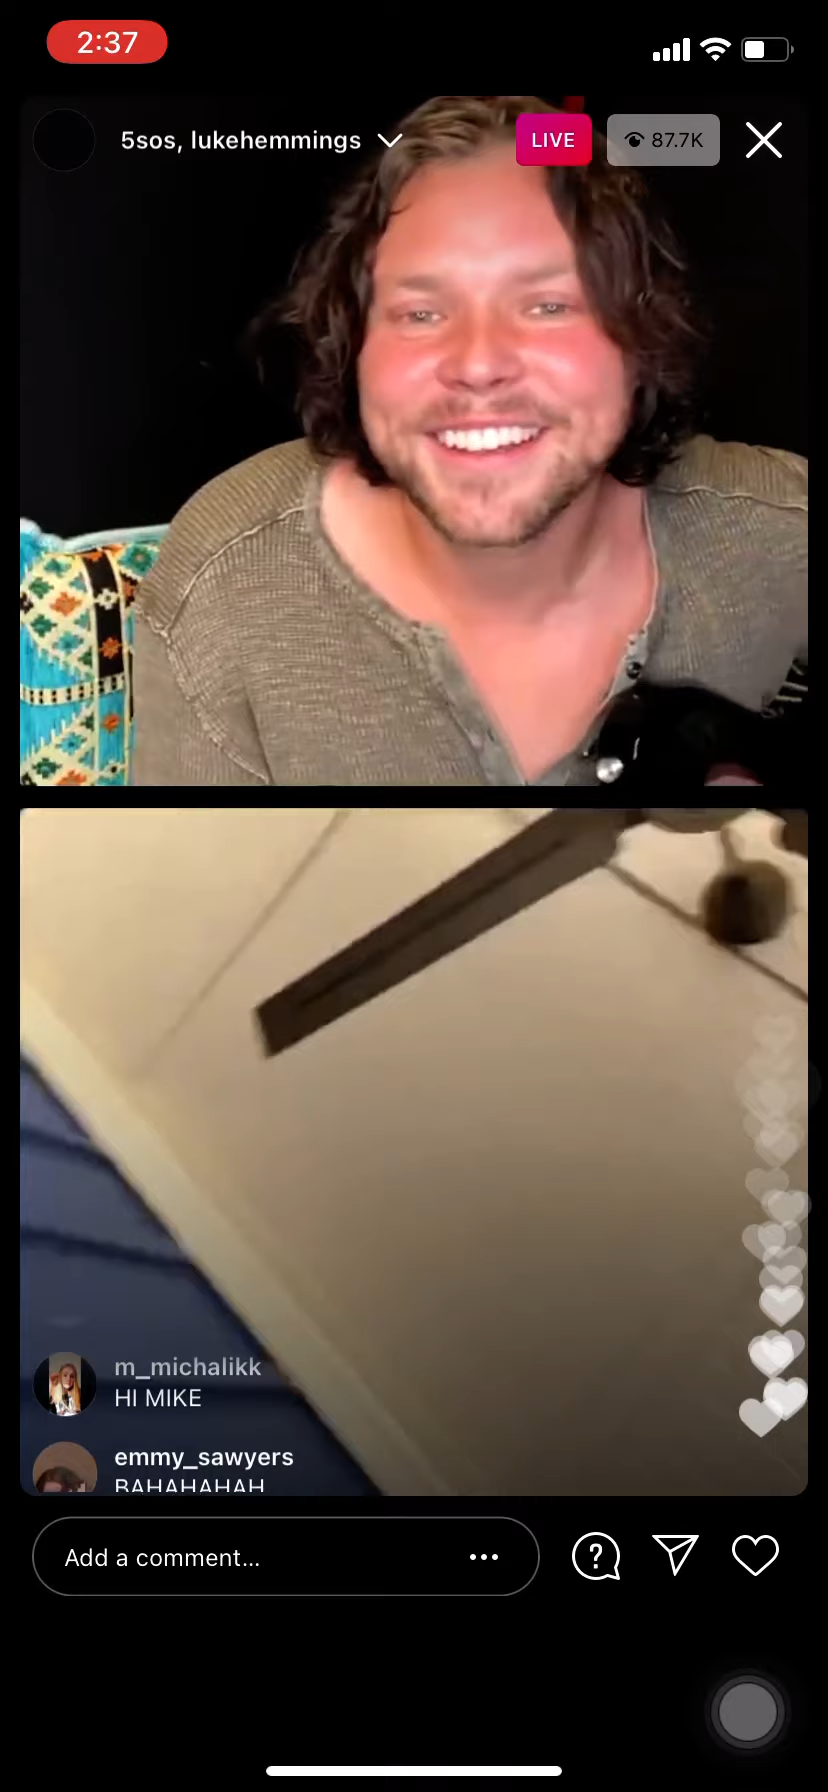 2:37
5sos, lukehemmings
LIVE
87.7K
m_michalikk
HI MIKE
emmy_sawyers
BAHAHAHAH
Add a comment...